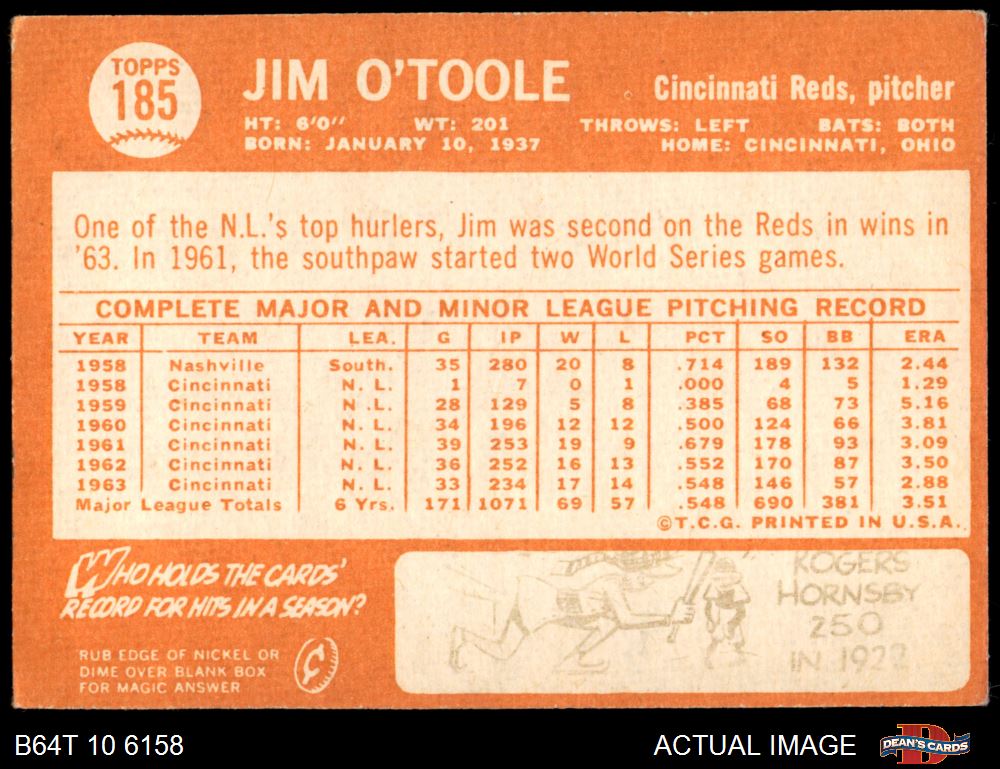 TOPPS
185
JIM O'TOOLE
Cincinnati Reds, pitcher
HT: 6'0" WT: 201 THROWS: LEFT BATS: BOTH
BORN: JANUARY 10, 1937 HOME: CINCINNATI, OHIO
One of the N.L.'s top hurlers, Jim was second on the Reds in wins in
'63. In 1961, the southpaw started two World Series games.
COMPLETE MAJOR AND MINOR LEAGUE PITCHING RECORD
YEAR TEAM LEA. G IP W L PCT SO BB ERA
1958 Nashville South. 35 280 20 8 .714 189 132 2.44
1958 Cincinnati N. L. 1 7 0 1 .000 4 5 1.29
1959 Cincinnati N. L. 28 129 5 8 .385 68 73 5.16
1960 Cincinnati N. L. 34 196 12 12 .500 124 66 3.81
1961 Cincinnati N. L. 39 253 19 9 .679 178 93 3.09
1962 Cincinnati N. L. 36 252 16 13 .552 170 87 3.50
1963 Cincinnati N. L. 33 234 17 14 .548 146 57 2.88
Major League Totals 6 Yrs. 171 1071 69 57 .548 690 381 3.51
©T.C.G. PRINTED IN U.S.A.
WHO HOLDS THE CARDS'
RECORD FOR HITS IN A SEASON?
RUB EDGE OF NICKEL OR
DIME OVER BLANK BOX
FOR MAGIC ANSWER
ROGERS
HORNSBY
250
IN 1922
B64T 10 6158
ACTUAL IMAGE
DEAN'S CARDS